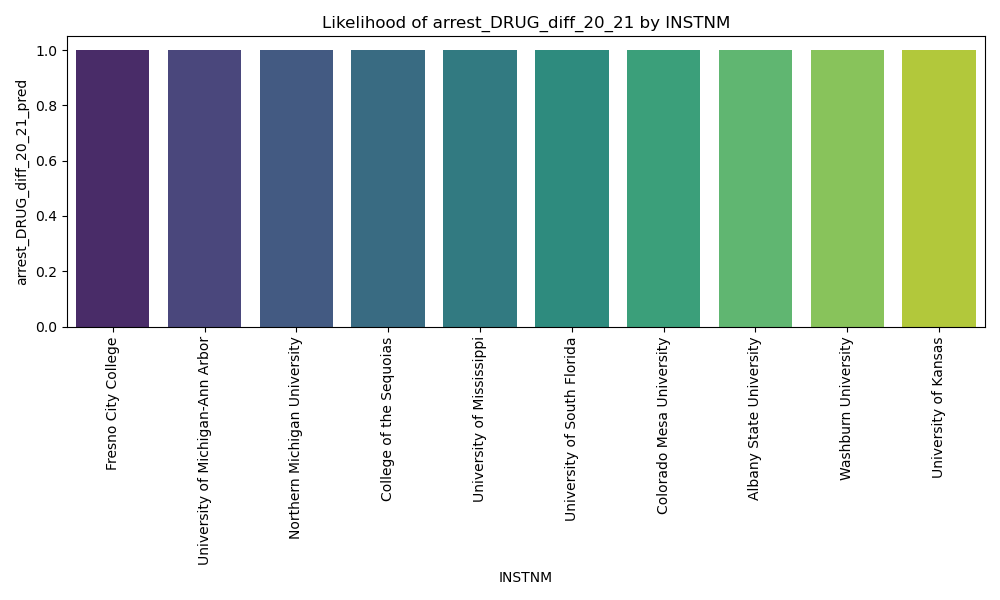 Likelihood of arrest_DRUG_diff_20_21 by INSTNM
arrest_DRUG_diff_20_21_pred
1.0
0.8
0.6
0.4
0.2
0.0
Fresno City College
University of Michigan-Ann Arbor
Northern Michigan University
College of the Sequoias
University of Mississippi
University of South Florida
Colorado Mesa University
Albany State University
Washburn University
University of Kansas
INSTNM